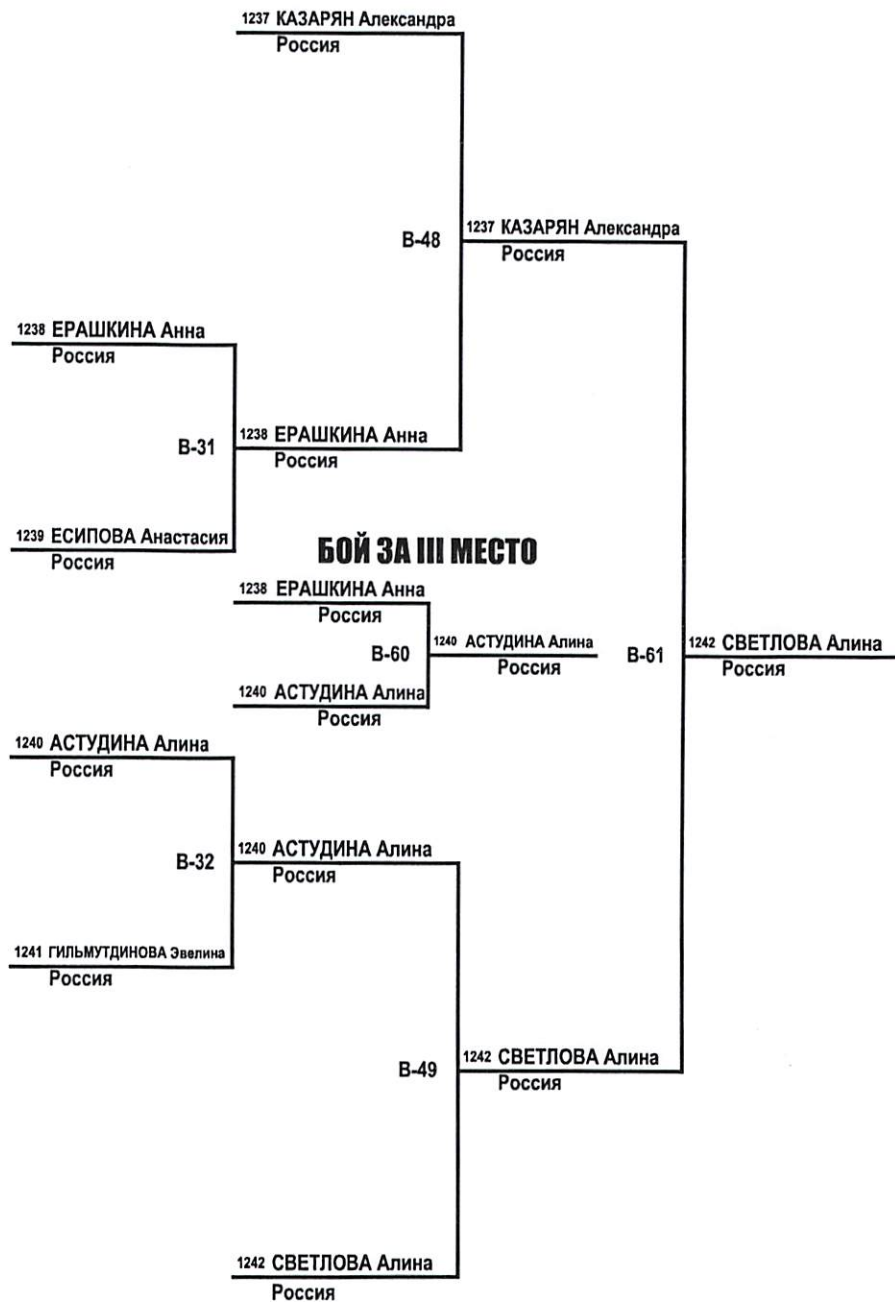 1237 КАЗАРЯН Александра
Россия
B-48
1237 КАЗАРЯН Александра
Россия
1238 ЕРАШКИНА Анна
Россия
B-31
1238 ЕРАШКИНА Анна
Россия
1239 ЕСИПОВА Анастасия
Россия
БОЙ ЗА III МЕСТО
1238 ЕРАШКИНА Анна
Россия
B-60
1240 АСТУДИНА Алина
Россия
B-61
1242 СВЕТЛОВА Алина
Россия
1240 АСТУДИНА Алина
Россия
1240 АСТУДИНА Алина
Россия
B-32
1240 АСТУДИНА Алина
Россия
1241 ГИЛЬМУТДИНОВА Эвелина
Россия
B-49
1242 СВЕТЛОВА Алина
Россия
1242 СВЕТЛОВА Алина
Россия